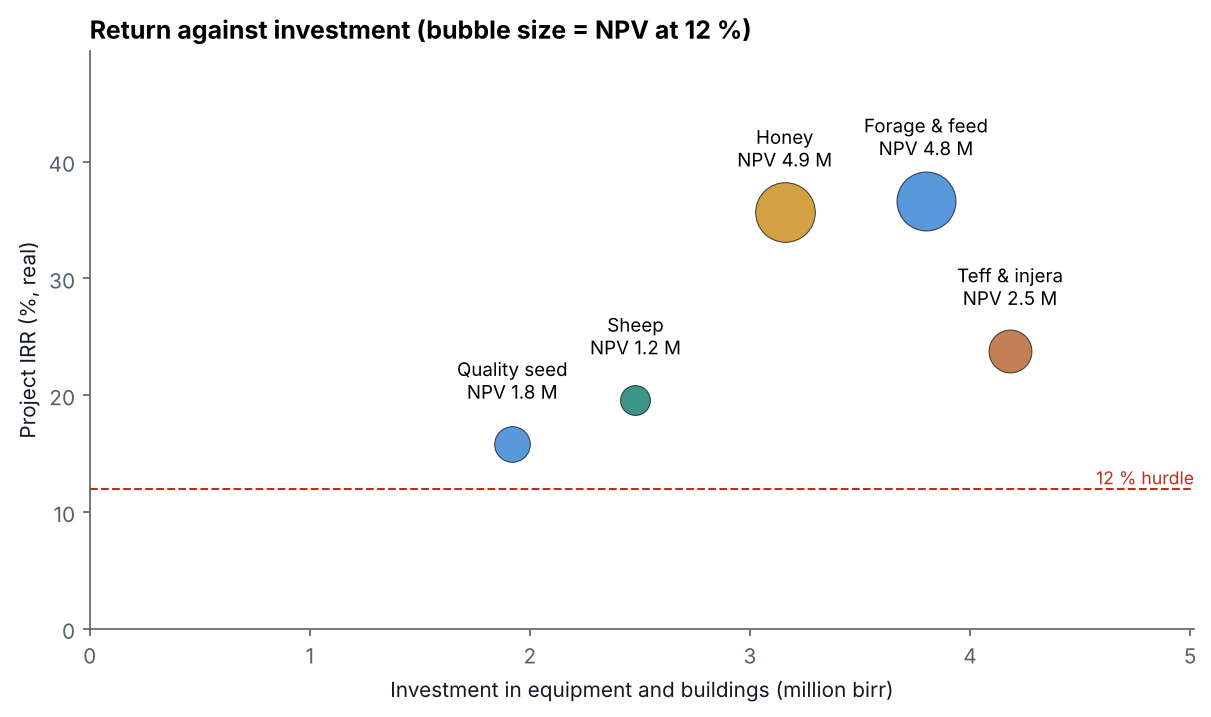 Return against investment (bubble size = NPV at 12 %)
Project IRR (%, real)
40
30
20
10
0
Honey
NPV 4.9 M
Forage & feed
NPV 4.8 M
Teff & injera
NPV 2.5 M
Sheep
NPV 1.2 M
Quality seed
NPV 1.8 M
12 % hurdle
0 1 2 3 4 5
Investment in equipment and buildings (million birr)